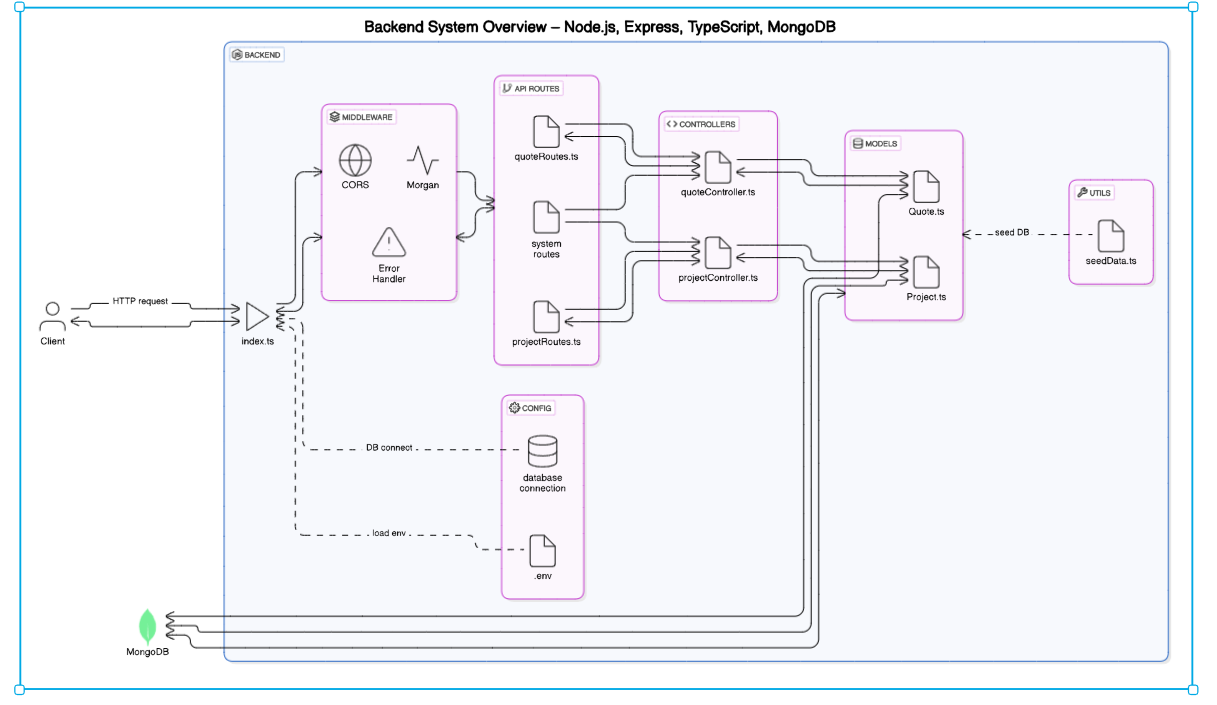 Backend System Overview – Node.js, Express, TypeScript, MongoDB
BACKEND
MIDDLEWARE
CORS
Morgan
Error
Handler
API ROUTES
quoteRoutes.ts
system
routes
projectRoutes.ts
CONTROLLERS
quoteController.ts
projectController.ts
MODELS
Quote.ts
Project.ts
UTILS
seedData.ts
seed DB
HTTP request
Client
index.ts
CONFIG
DB connect
database
connection
load env
.env
MongoDB